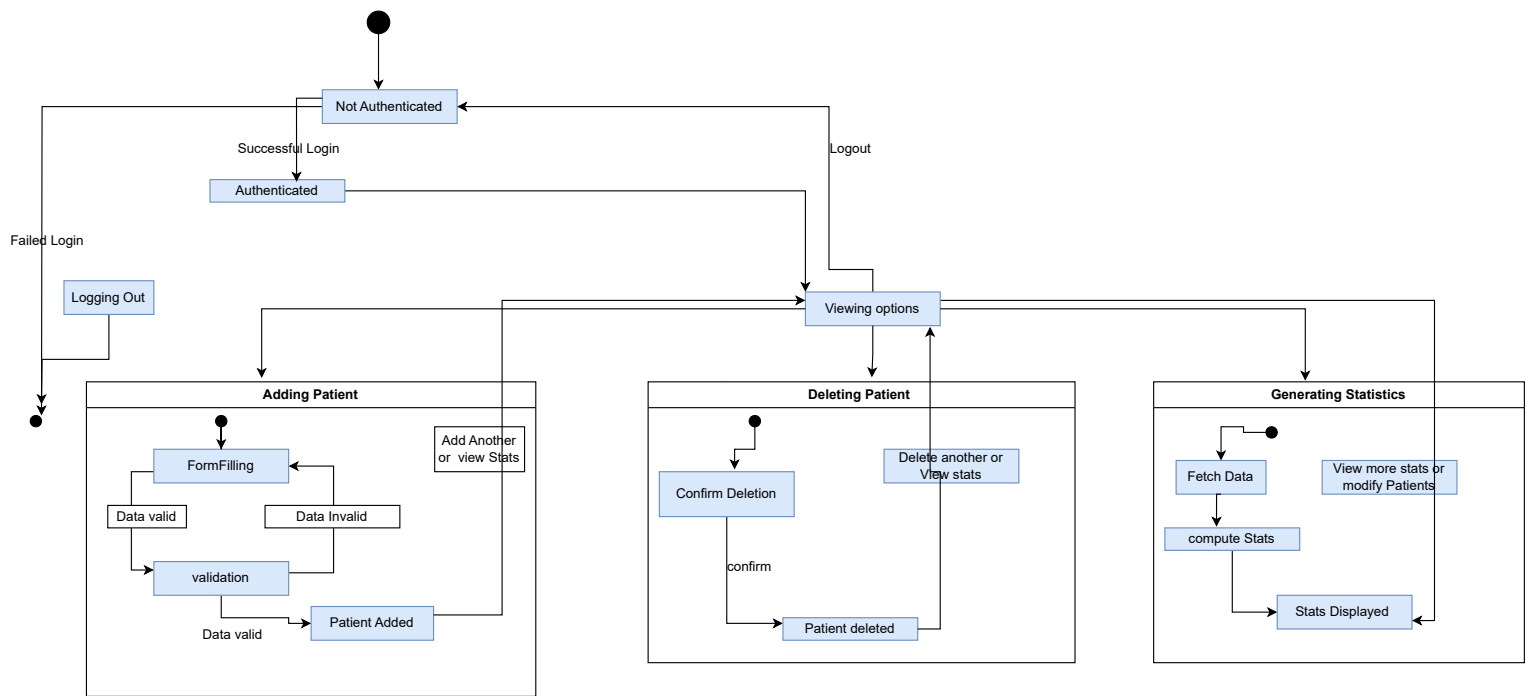 Not Authenticated
Successful Login
Logout
Authenticated
Failed Login
Logging Out
Viewing options
Adding Patient
Add Another
or  view Stats
FormFilling
Data valid
Data Invalid
validation
Patient Added
Data valid
Deleting Patient
Delete another or
View stats
Confirm Deletion
confirm
Patient deleted
Generating Statistics
Fetch Data
View more stats or
modify Patients
compute Stats
Stats Displayed